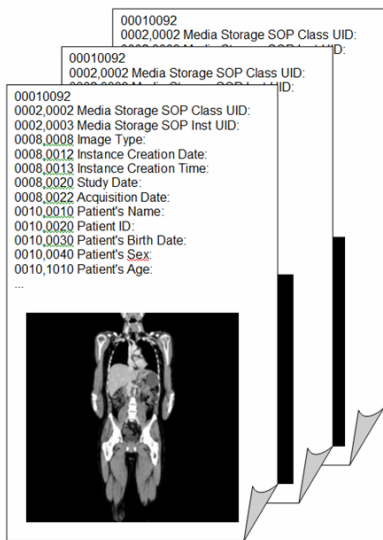 00010092
0002,0002 Media Storage SOP Class UID:
00010092
0002,0002 Media Storage SOP Class UID:
00010092
0002,0002 Media Storage SOP Class UID:
0002,0003 Media Storage SOP Inst UID:
0008,0008 Image Type:
0008,0012 Instance Creation Date:
0008,0013 Instance Creation Time:
0008,0020 Study Date:
0008,0022 Acquisition Date:
0010,0010 Patient's Name:
0010,0020 Patient ID:
0010,0030 Patient's Birth Date:
0010,0040 Patient's Sex:
0010,1010 Patient's Age:
...